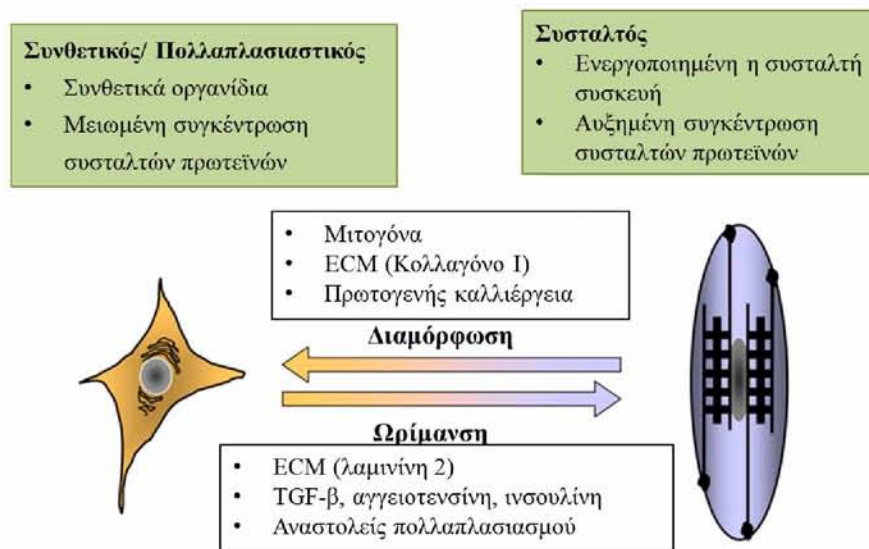 Συνθετικός/ Πολλαπλασιαστικός
• Συνθετικά οργανίδια
• Μειωμένη συγκέντρωση
συσταλτών πρωτεϊνών
Συσταλτός
• Ενεργοποιημένη η συσταλτή
συσκευή
• Αυξημένη συγκέντρωση
συσταλτών πρωτεϊνών
• Μιτογόνα
• ECM (Κολλαγόνο Ι)
• Πρωτογενής καλλιέργεια
Διαμόρφωση
Ωρίμανση
• ECM (λαμινίνη 2)
• TGF-β, αγγειοτενσίνη, ινσουλίνη
• Αναστολείς πολλαπλασιασμού